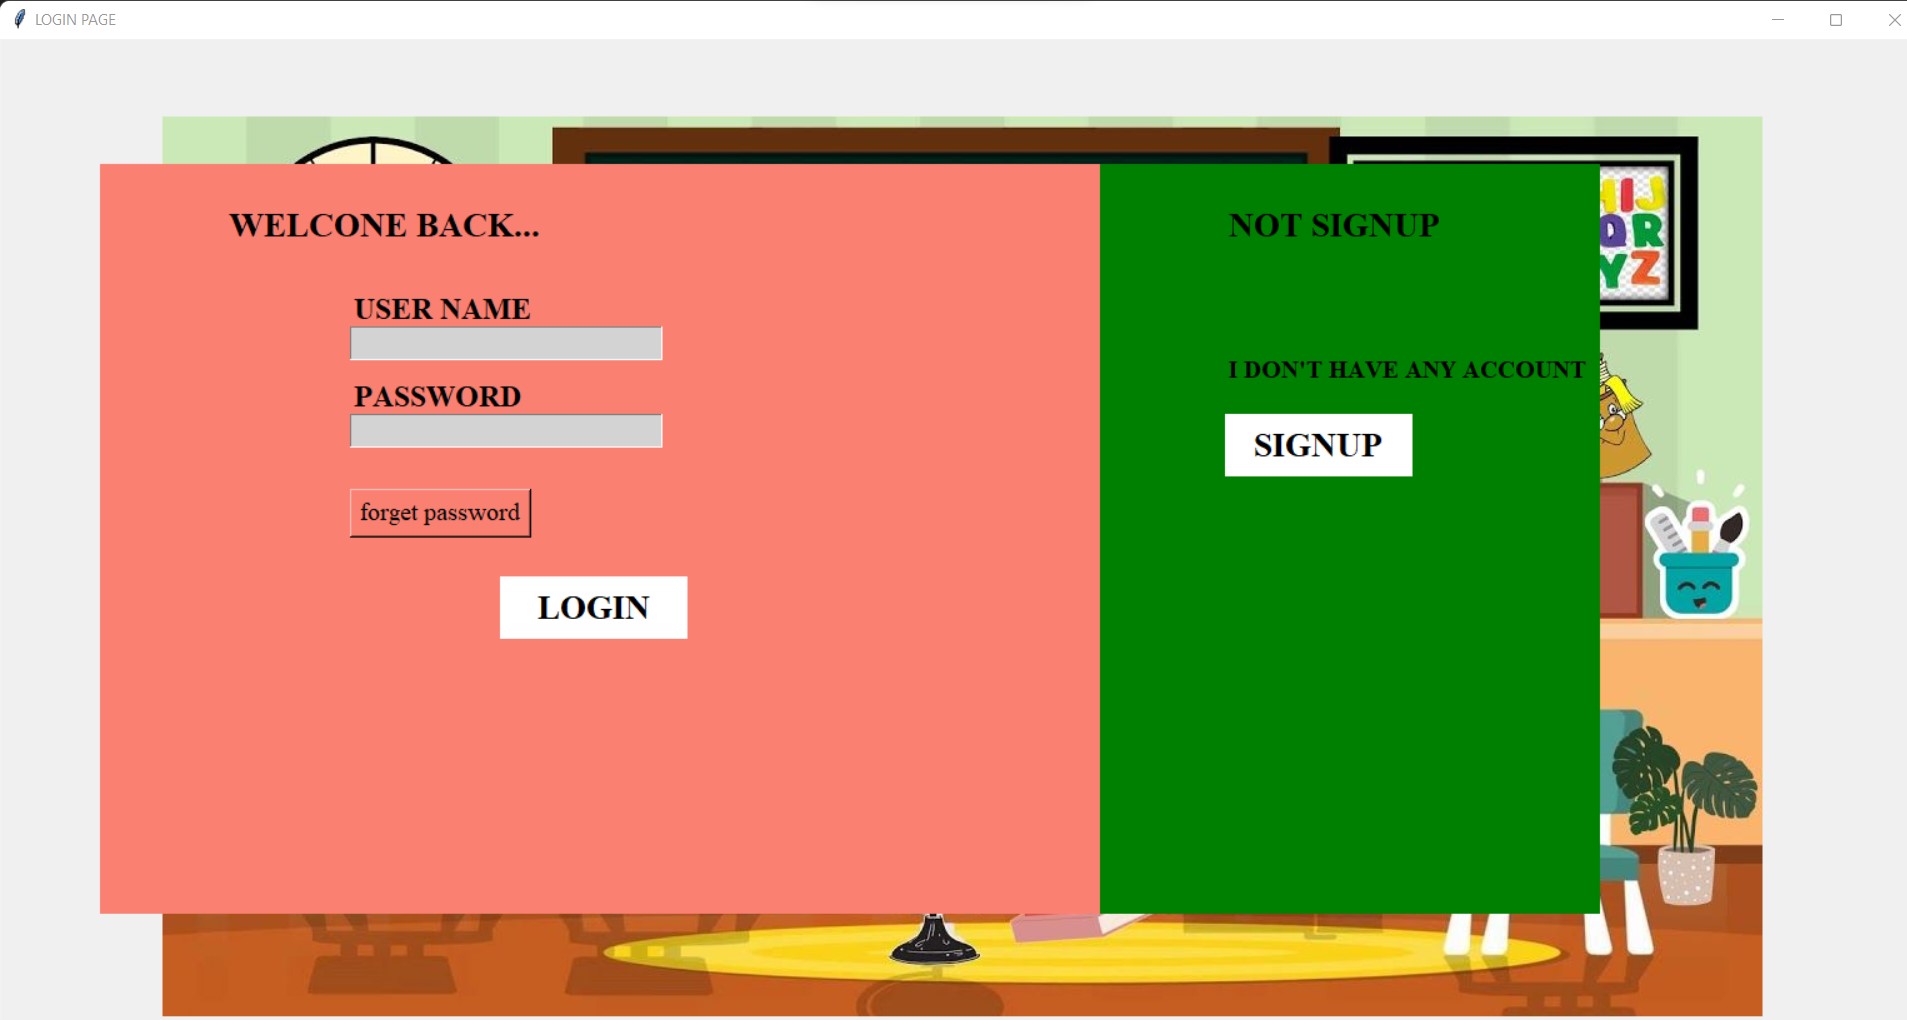 LOGIN PAGE
WELCONE BACK...
USER NAME
PASSWORD
forget password
LOGIN
NOT SIGNUP
I DON'T HAVE ANY ACCOUNT
SIGNUP
HIJ
QR
YZ